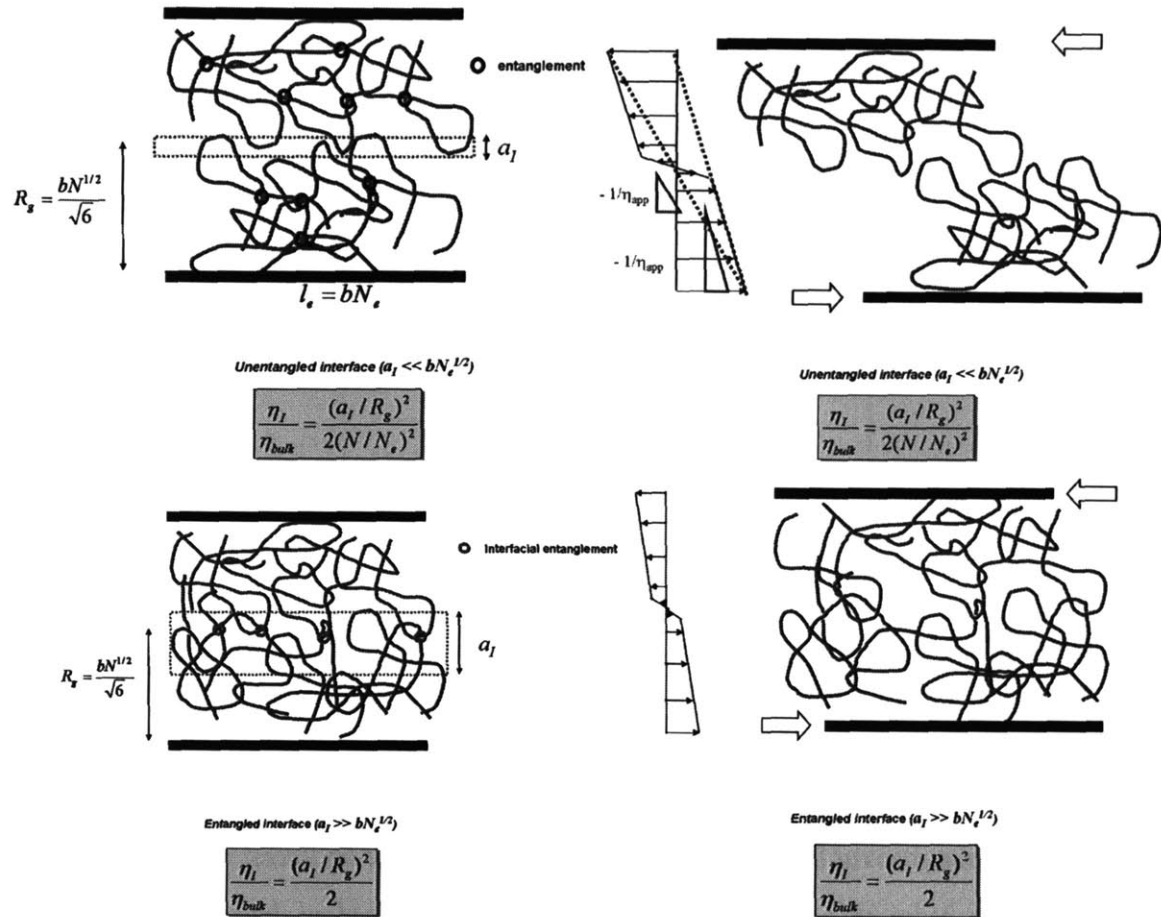 entanglement
a_I
R_g = bN^{1/2} / √6
l_e = bN_e
- 1/η_app
- 1/η_app
Unentangled interface (a_I << bN_e^{1/2})
η_I / η_bulk = (a_I / R_g)^2 / 2(N / N_e)^2
Unentangled interface (a_I << bN_e^{1/2})
η_I / η_bulk = (a_I / R_g)^2 / 2(N / N_e)^2
Interfacial entanglement
a_I
R_g = bN^{1/2} / √6
Entangled interface (a_I >> bN_e^{1/2})
η_I / η_bulk = (a_I / R_g)^2 / 2
Entangled interface (a_I >> bN_e^{1/2})
η_I / η_bulk = (a_I / R_g)^2 / 2